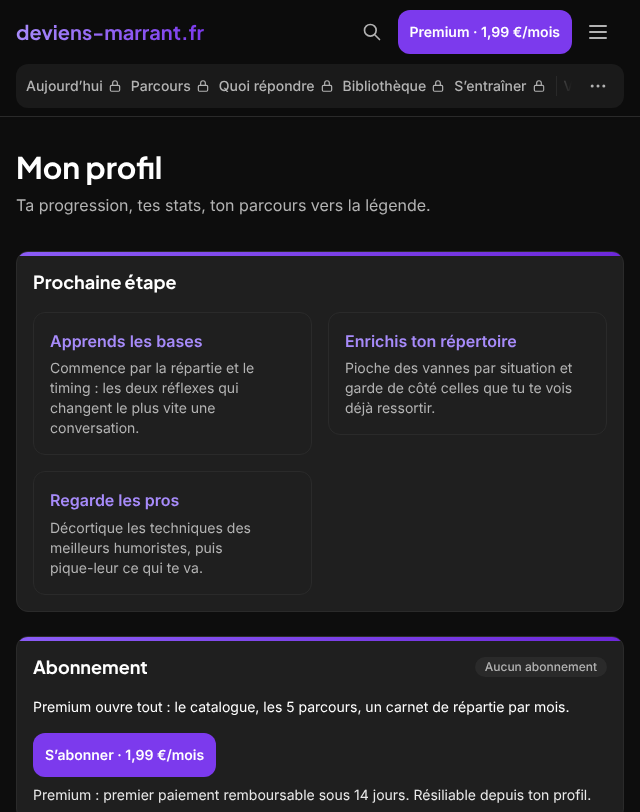 deviens-marrant.fr
Premium · 1,99 €/mois
Aujourd’hui Parcours Quoi répondre Bibliothèque S’entraîner
Mon profil
Ta progression, tes stats, ton parcours vers la légende.
Prochaine étape
Apprends les bases
Commence par la répartie et le
timing : les deux réflexes qui
changent le plus vite une
conversation.
Enrichis ton répertoire
Pioche des vannes par situation et
garde de côté celles que tu te vois
déjà ressortir.
Regarde les pros
Décortique les techniques des
meilleurs humoristes, puis
pique-leur ce qui te va.
Abonnement
Aucun abonnement
Premium ouvre tout : le catalogue, les 5 parcours, un carnet de répartie par mois.
S’abonner · 1,99 €/mois
Premium : premier paiement remboursable sous 14 jours. Résiliable depuis ton profil.